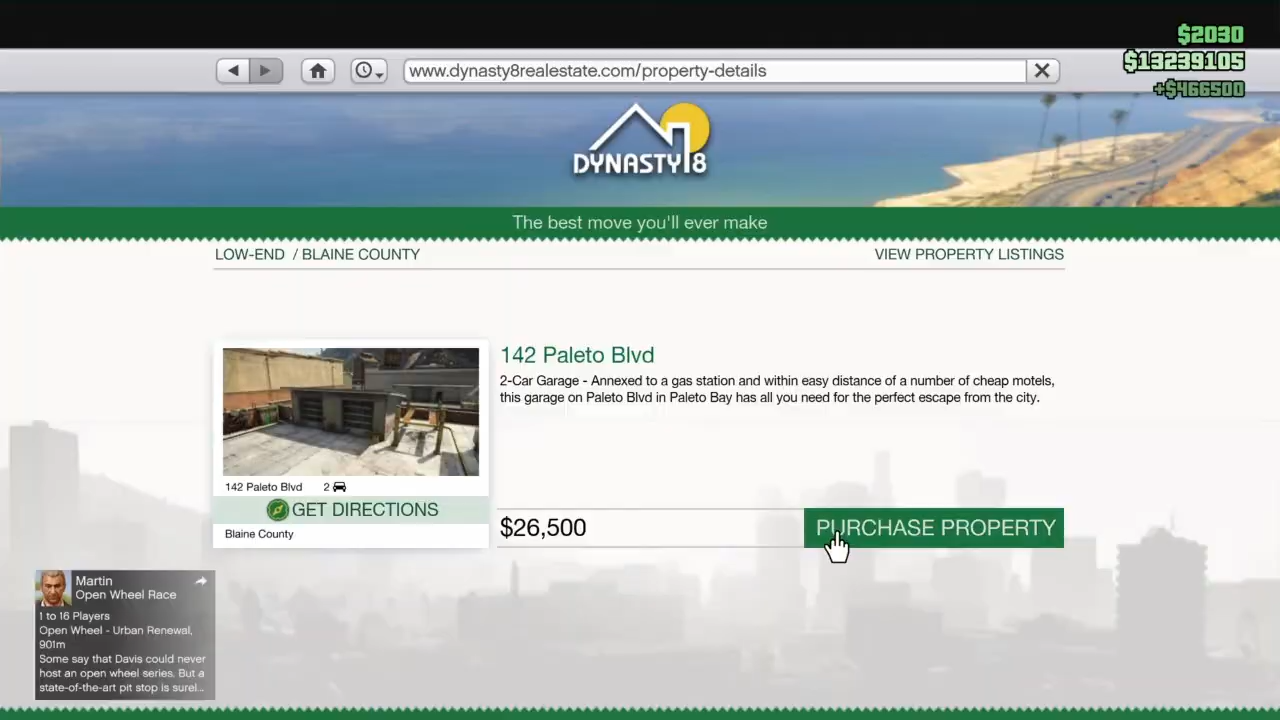 $2030
www.dynasty8realestate.com/property-details
$13239105
+$466500
DYNASTY 8
The best move you'll ever make
LOW-END / BLAINE COUNTY
VIEW PROPERTY LISTINGS
142 Paleto Blvd
2-Car Garage - Annexed to a gas station and within easy distance of a number of cheap motels,
this garage on Paleto Blvd in Paleto Bay has all you need for the perfect escape from the city.
142 Paleto Blvd 2
GET DIRECTIONS
Blaine County
$26,500
PURCHASE PROPERTY
Martin
Open Wheel Race
1 to 16 Players
Open Wheel - Urban Renewal,
901m
Some say that Davis could never
host an open wheel series. But a
state-of-the-art pit stop is surel...